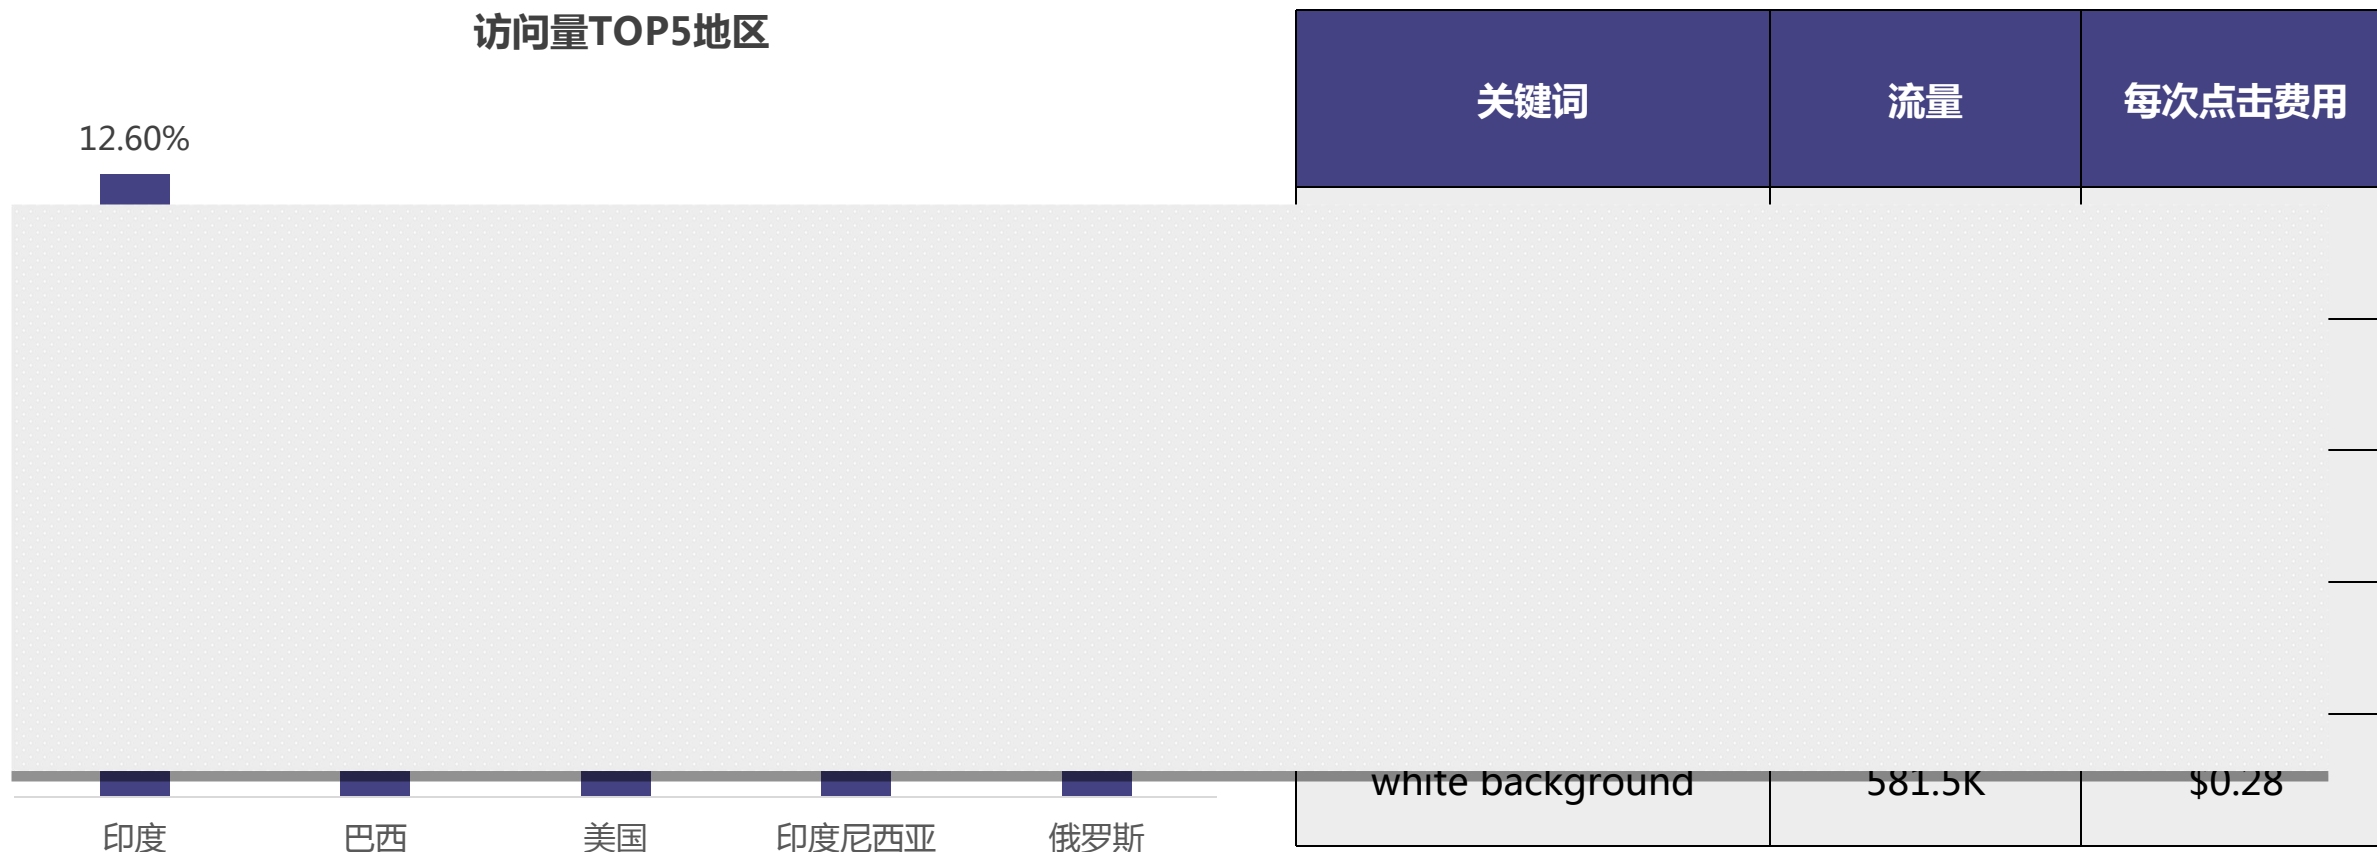 访问量TOP5地区
12.60%
印度 巴西 美国 印度尼西亚 俄罗斯
关键词 流量 每次点击费用
white background 581.5K $0.28